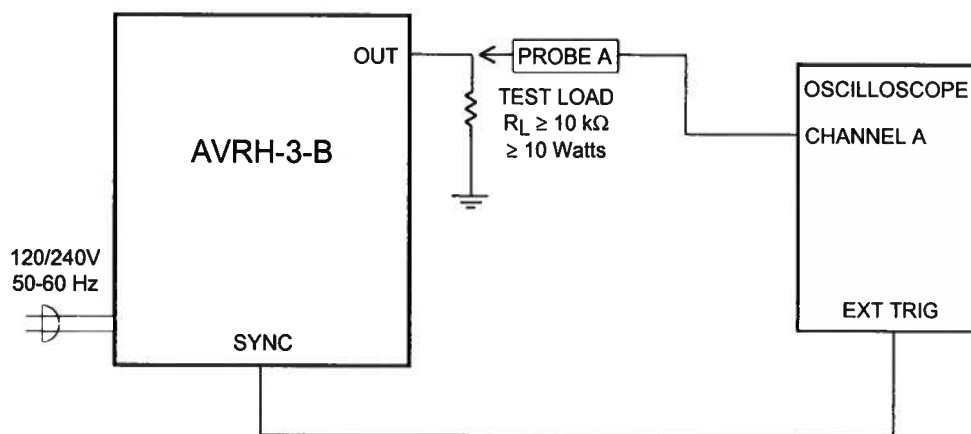 OUT
PROBE A
OSCILLOSCOPE
TEST LOAD
R_L ≥ 10 kΩ
≥ 10 Watts
CHANNEL A
AVRH-3-B
120/240V
50-60 Hz
EXT TRIG
SYNC